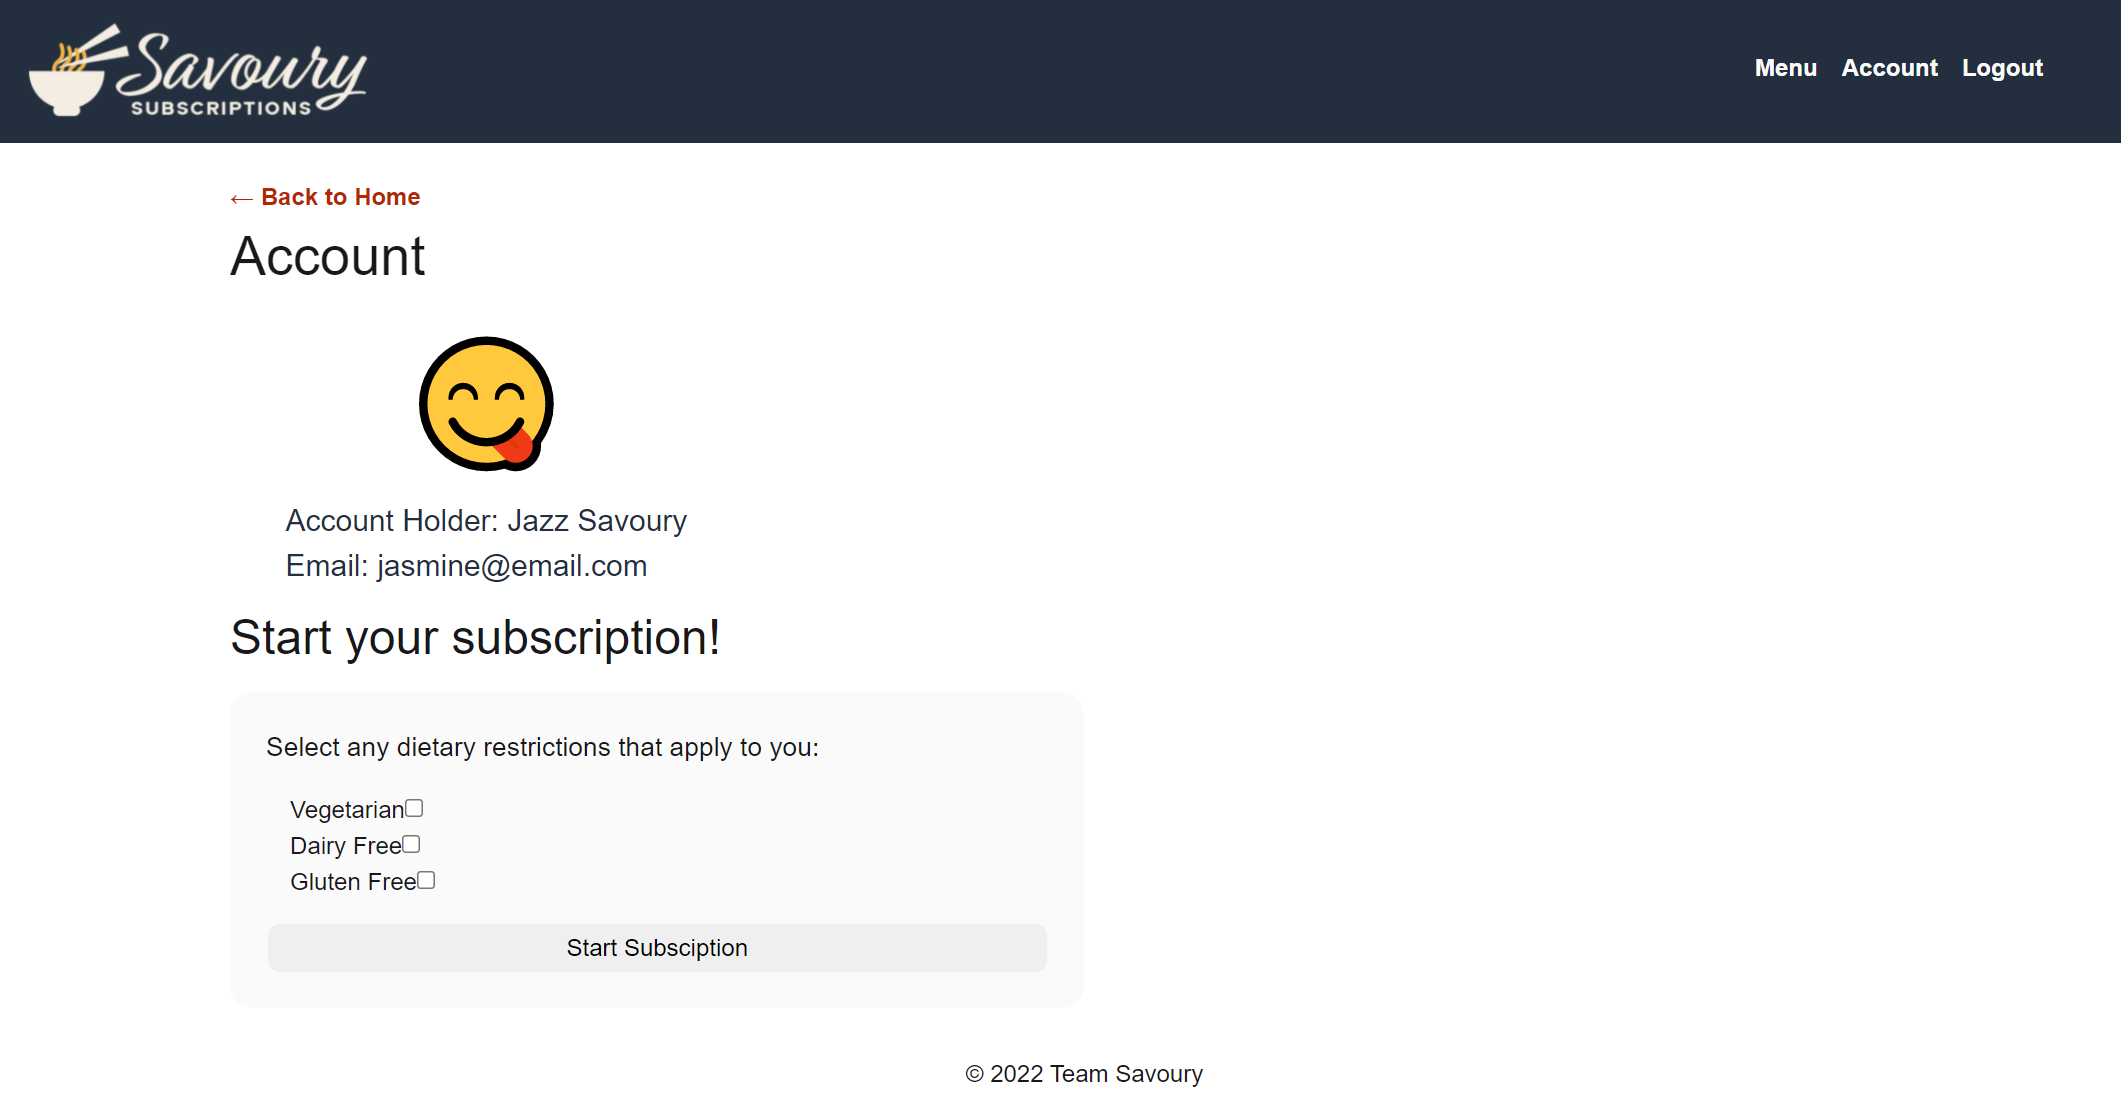 Savoury
SUBSCRIPTIONS
Menu Account Logout
← Back to Home
Account
Account Holder: Jazz Savoury
Email: jasmine@email.com
Start your subscription!
Select any dietary restrictions that apply to you:
Vegetarian
Dairy Free
Gluten Free
Start Subsciption
© 2022 Team Savoury